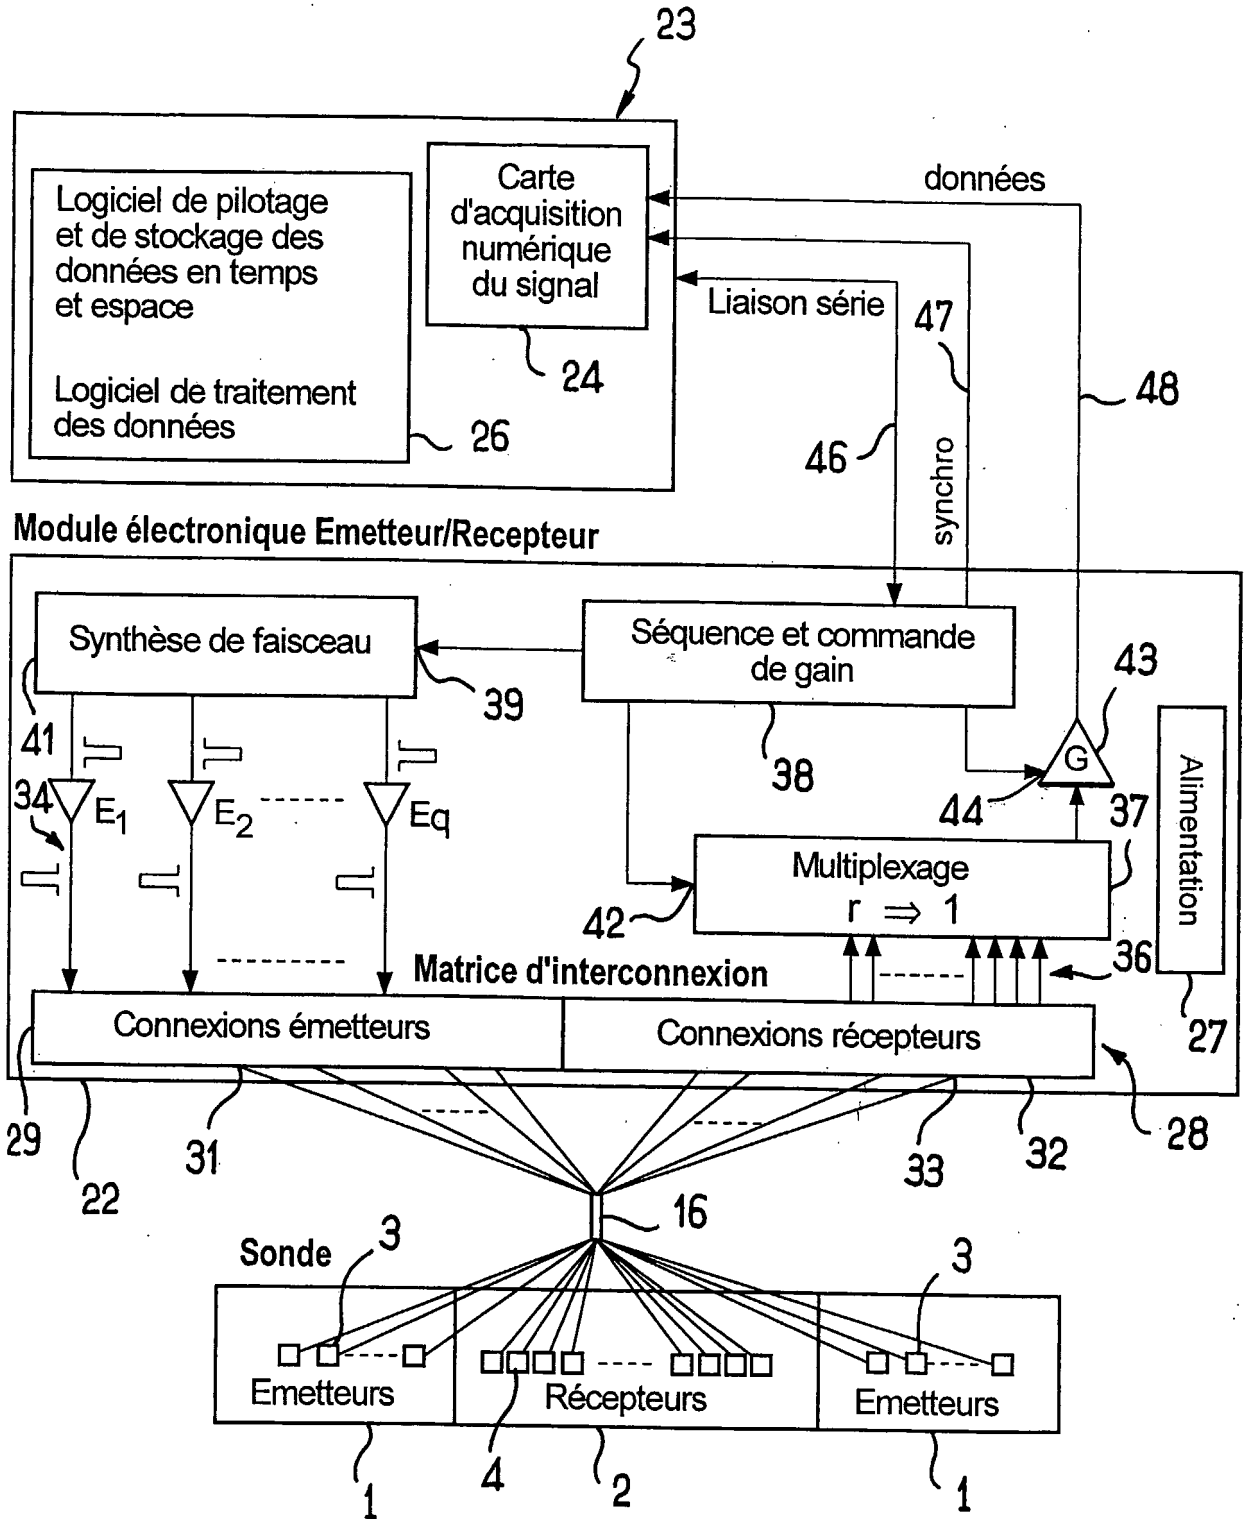 23
Logiciel de pilotage
et de stockage des
données en temps
et espace
Logiciel de traitement
des données
26
Carte
d'acquisition
numérique
du signal
24
données
Liaison série
47
48
46
synchro
Module électronique Emetteur/Recepteur
Synthèse de faisceau
39
41
Séquence et commande
de gain
38
43
G
44
37
Alimentation
27
34
E1
E2
Eq
Multiplexage
r ⇒ 1
42
36
Matrice d'interconnexion
Connexions émetteurs
Connexions récepteurs
28
29
22
31
33
32
16
Sonde
3
3
Emetteurs
Récepteurs
Emetteurs
1
4
2
1